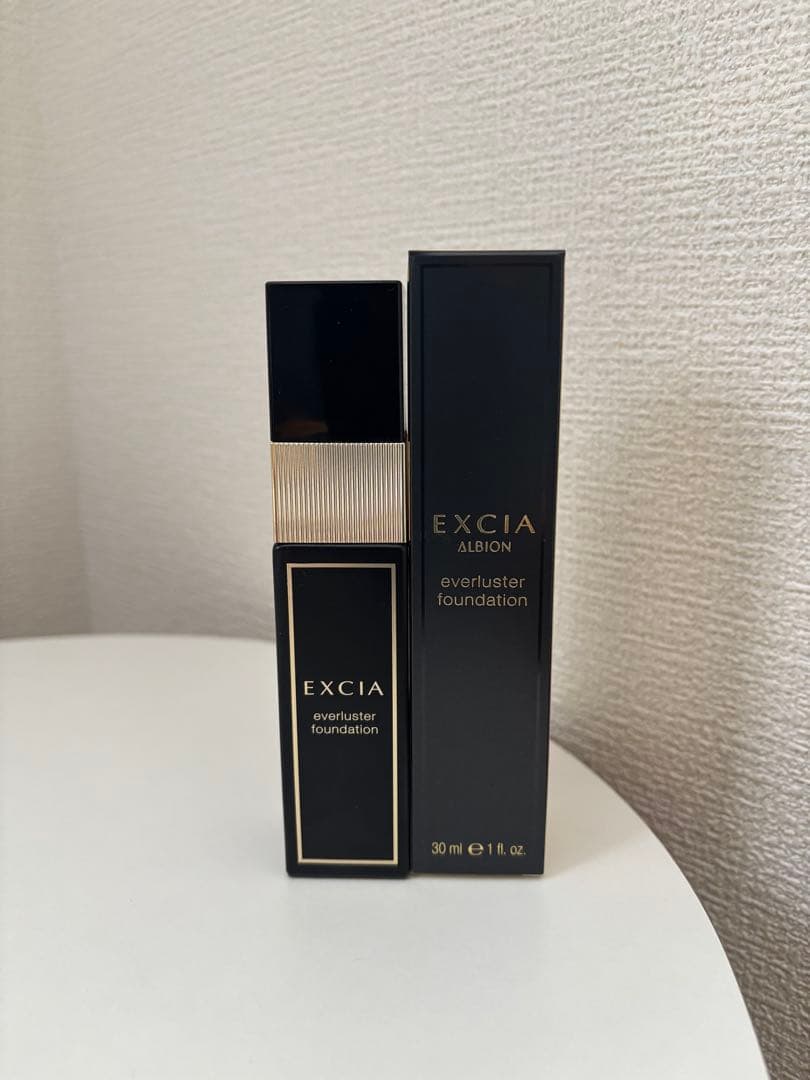 EXCIA
everluster
foundation
EXCIA
ALBION
everluster
foundation
30 ml ℮ 1 fl. oz.